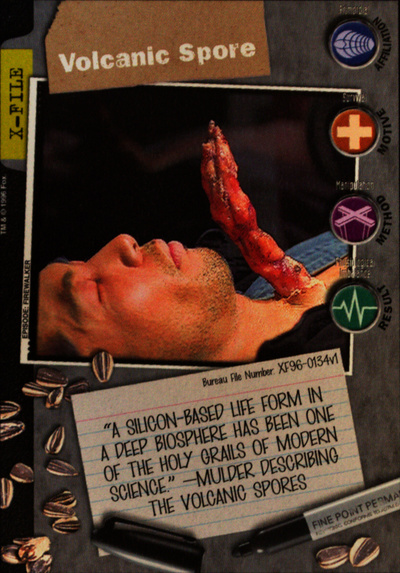 Volcanic Spore
X-FILE
TM & © 1996 Fox
EPISODE: FIREWALKER
Primordial
AFFILIATION
Survival
MOTIVE
Manipulation
METHOD
RESULT
Bureau File Number: XF96-0134v1
"A SILICON-BASED LIFE FORM IN
A DEEP BIOSPHERE HAS BEEN ONE
OF THE HOLY GRAILS OF MODERN
SCIENCE." —MULDER DESCRIBING
THE VOLCANIC SPORES
FINE POINT